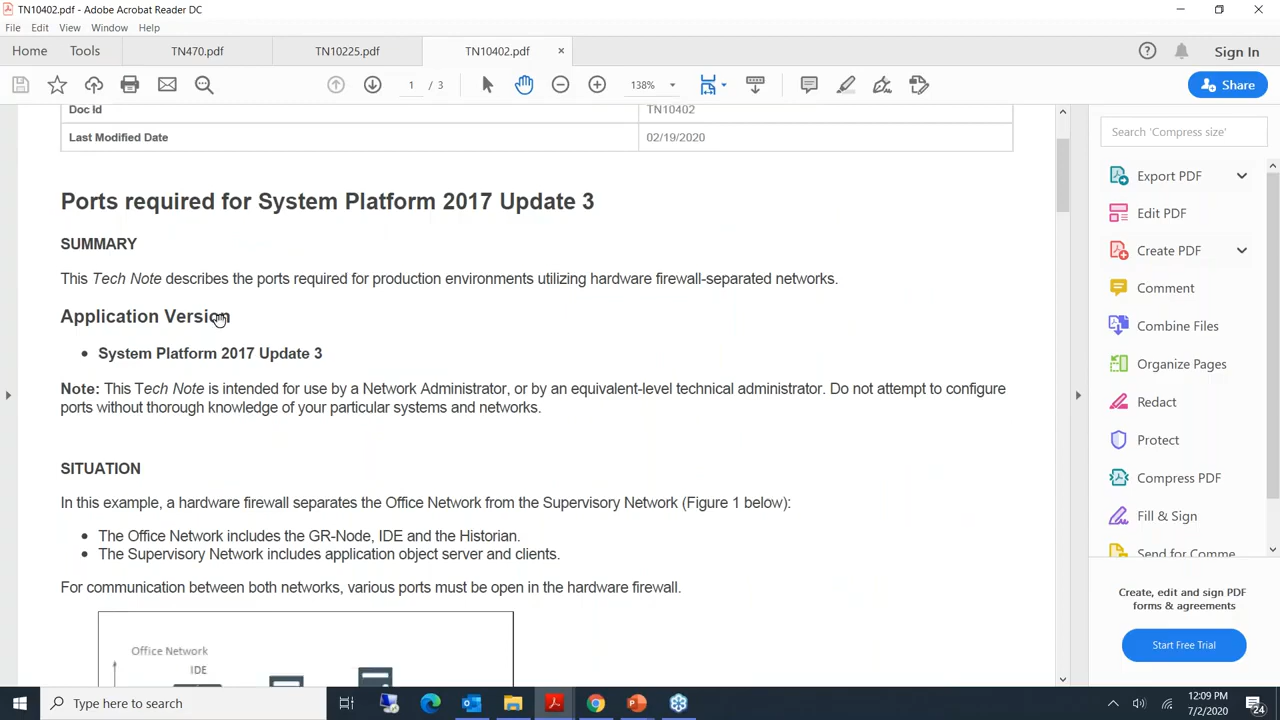 TN10402.pdf - Adobe Acrobat Reader DC
File Edit View Window Help
Home Tools TN470.pdf TN10225.pdf TN10402.pdf × Sign In
1 / 3 138% Share
Doc Id TN10402
Last Modified Date 02/19/2020
Ports required for System Platform 2017 Update 3
SUMMARY
This Tech Note describes the ports required for production environments utilizing hardware firewall-separated networks.
Application Version
• System Platform 2017 Update 3
Note: This Tech Note is intended for use by a Network Administrator, or by an equivalent-level technical administrator. Do not attempt to configure
ports without thorough knowledge of your particular systems and networks.
SITUATION
In this example, a hardware firewall separates the Office Network from the Supervisory Network (Figure 1 below):
• The Office Network includes the GR-Node, IDE and the Historian.
• The Supervisory Network includes application object server and clients.
For communication between both networks, various ports must be open in the hardware firewall.
Office Network
IDE
Search 'Compress size'
Export PDF
Edit PDF
Create PDF
Comment
Combine Files
Organize Pages
Redact
Protect
Compress PDF
Fill & Sign
Send for Comme
Create, edit and sign PDF
forms & agreements
Start Free Trial
Type here to search
12:09 PM
7/2/2020
24